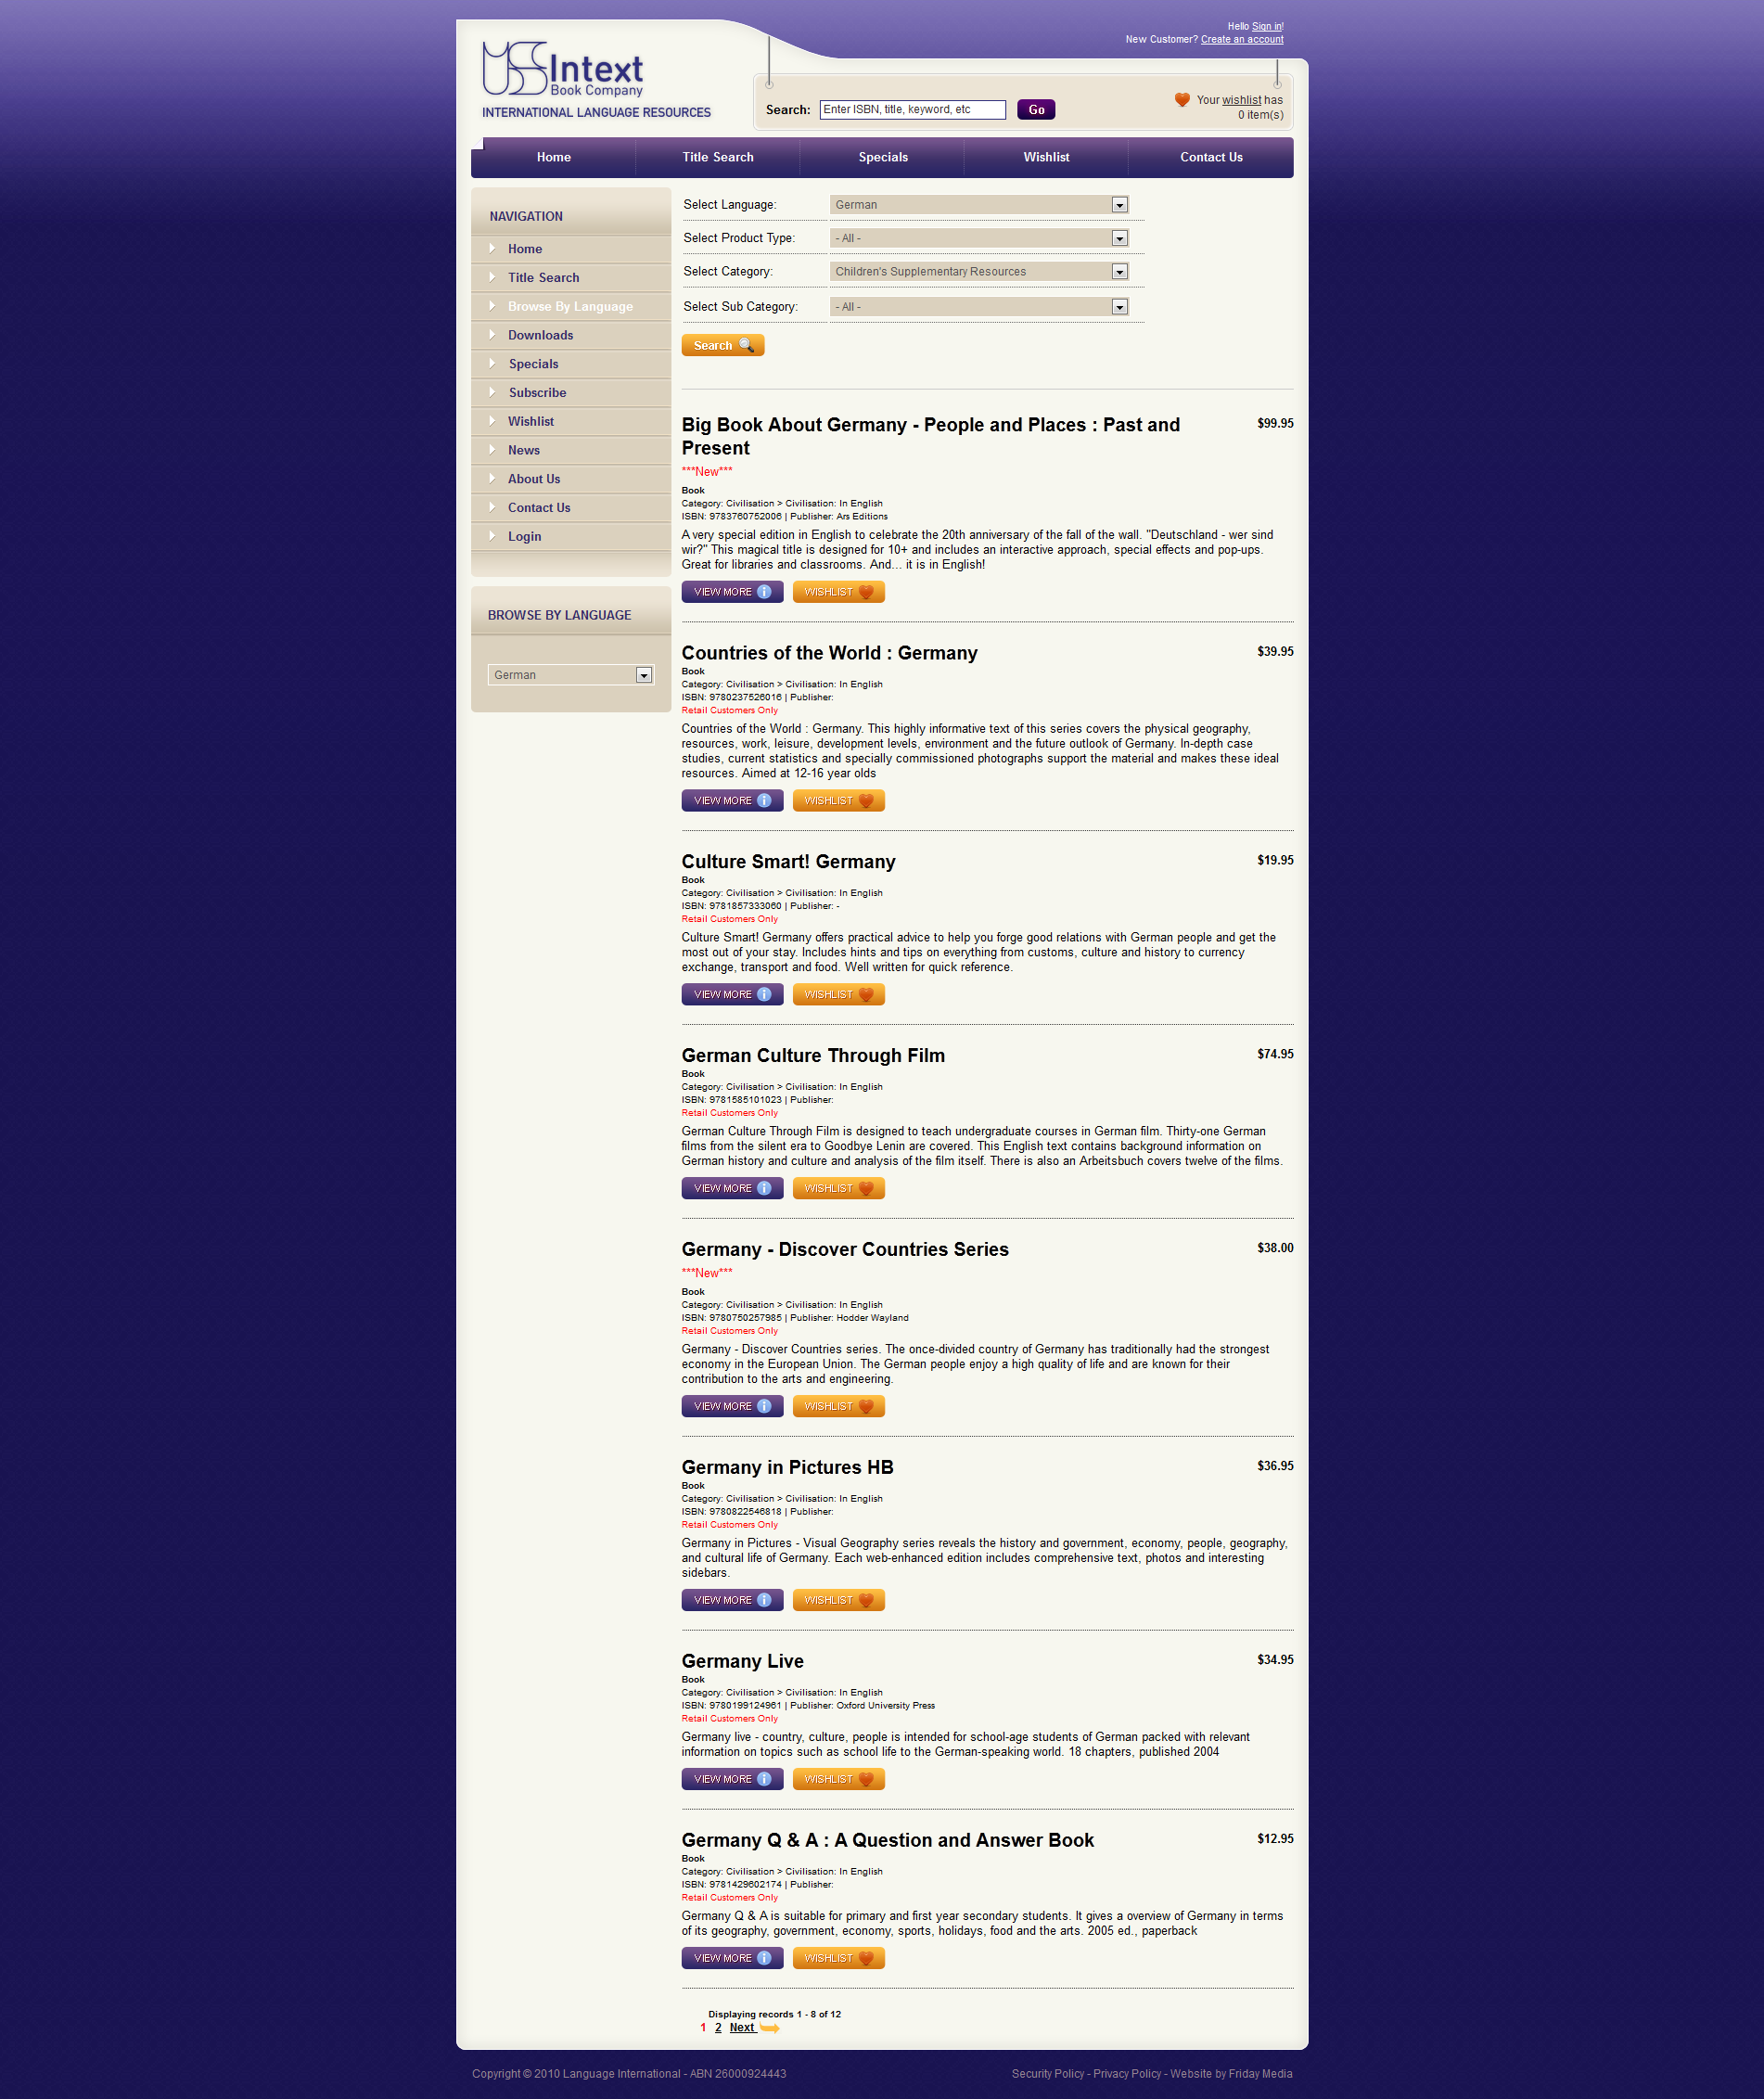 Hello Sign in!
New Customer? Create an account
Intext
Book Company
INTERNATIONAL LANGUAGE RESOURCES
Search: Enter ISBN, title, keyword, etc Go
Your wishlist has
0 item(s)
Home Title Search Specials Wishlist Contact Us
NAVIGATION
Home
Title Search
Browse By Language
Downloads
Specials
Subscribe
Wishlist
News
About Us
Contact Us
Login
BROWSE BY LANGUAGE
German
Select Language: German
Select Product Type: - All -
Select Category: Children's Supplementary Resources
Select Sub Category: - All -
Search
Big Book About Germany - People and Places : Past and
Present
$99.95
***New***
Book
Category: Civilisation > Civilisation: In English
ISBN: 9783760752006 | Publisher: Ars Editions
A very special edition in English to celebrate the 20th anniversary of the fall of the wall. "Deutschland - wer sind
wir?" This magical title is designed for 10+ and includes an interactive approach, special effects and pop-ups.
Great for libraries and classrooms. And... it is in English!
VIEW MORE WISHLIST
Countries of the World : Germany $39.95
Book
Category: Civilisation > Civilisation: In English
ISBN: 9780237526016 | Publisher:
Retail Customers Only
Countries of the World : Germany. This highly informative text of this series covers the physical geography,
resources, work, leisure, development levels, environment and the future outlook of Germany. In-depth case
studies, current statistics and specially commissioned photographs support the material and makes these ideal
resources. Aimed at 12-16 year olds
VIEW MORE WISHLIST
Culture Smart! Germany $19.95
Book
Category: Civilisation > Civilisation: In English
ISBN: 9781857333060 | Publisher: -
Retail Customers Only
Culture Smart! Germany offers practical advice to help you forge good relations with German people and get the
most out of your stay. Includes hints and tips on everything from customs, culture and history to currency
exchange, transport and food. Well written for quick reference.
VIEW MORE WISHLIST
German Culture Through Film $74.95
Book
Category: Civilisation > Civilisation: In English
ISBN: 9781585101023 | Publisher:
Retail Customers Only
German Culture Through Film is designed to teach undergraduate courses in German film. Thirty-one German
films from the silent era to Goodbye Lenin are covered. This English text contains background information on
German history and culture and analysis of the film itself. There is also an Arbeitsbuch covers twelve of the films.
VIEW MORE WISHLIST
Germany - Discover Countries Series $38.00
***New***
Book
Category: Civilisation > Civilisation: In English
ISBN: 9780750257985 | Publisher: Hodder Wayland
Retail Customers Only
Germany - Discover Countries series. The once-divided country of Germany has traditionally had the strongest
economy in the European Union. The German people enjoy a high quality of life and are known for their
contribution to the arts and engineering.
VIEW MORE WISHLIST
Germany in Pictures HB $36.95
Book
Category: Civilisation > Civilisation: In English
ISBN: 9780822546818 | Publisher:
Retail Customers Only
Germany in Pictures - Visual Geography series reveals the history and government, economy, people, geography,
and cultural life of Germany. Each web-enhanced edition includes comprehensive text, photos and interesting
sidebars.
VIEW MORE WISHLIST
Germany Live $34.95
Book
Category: Civilisation > Civilisation: In English
ISBN: 9780199124961 | Publisher: Oxford University Press
Retail Customers Only
Germany live - country, culture, people is intended for school-age students of German packed with relevant
information on topics such as school life to the German-speaking world. 18 chapters, published 2004
VIEW MORE WISHLIST
Germany Q & A : A Question and Answer Book $12.95
Book
Category: Civilisation > Civilisation: In English
ISBN: 9781429602174 | Publisher:
Retail Customers Only
Germany Q & A is suitable for primary and first year secondary students. It gives a overview of Germany in terms
of its geography, government, economy, sports, holidays, food and the arts. 2005 ed., paperback
VIEW MORE WISHLIST
Displaying records 1 - 8 of 12
1 2 Next
Copyright © 2010 Language International - ABN 26000924443
Security Policy - Privacy Policy - Website by Friday Media